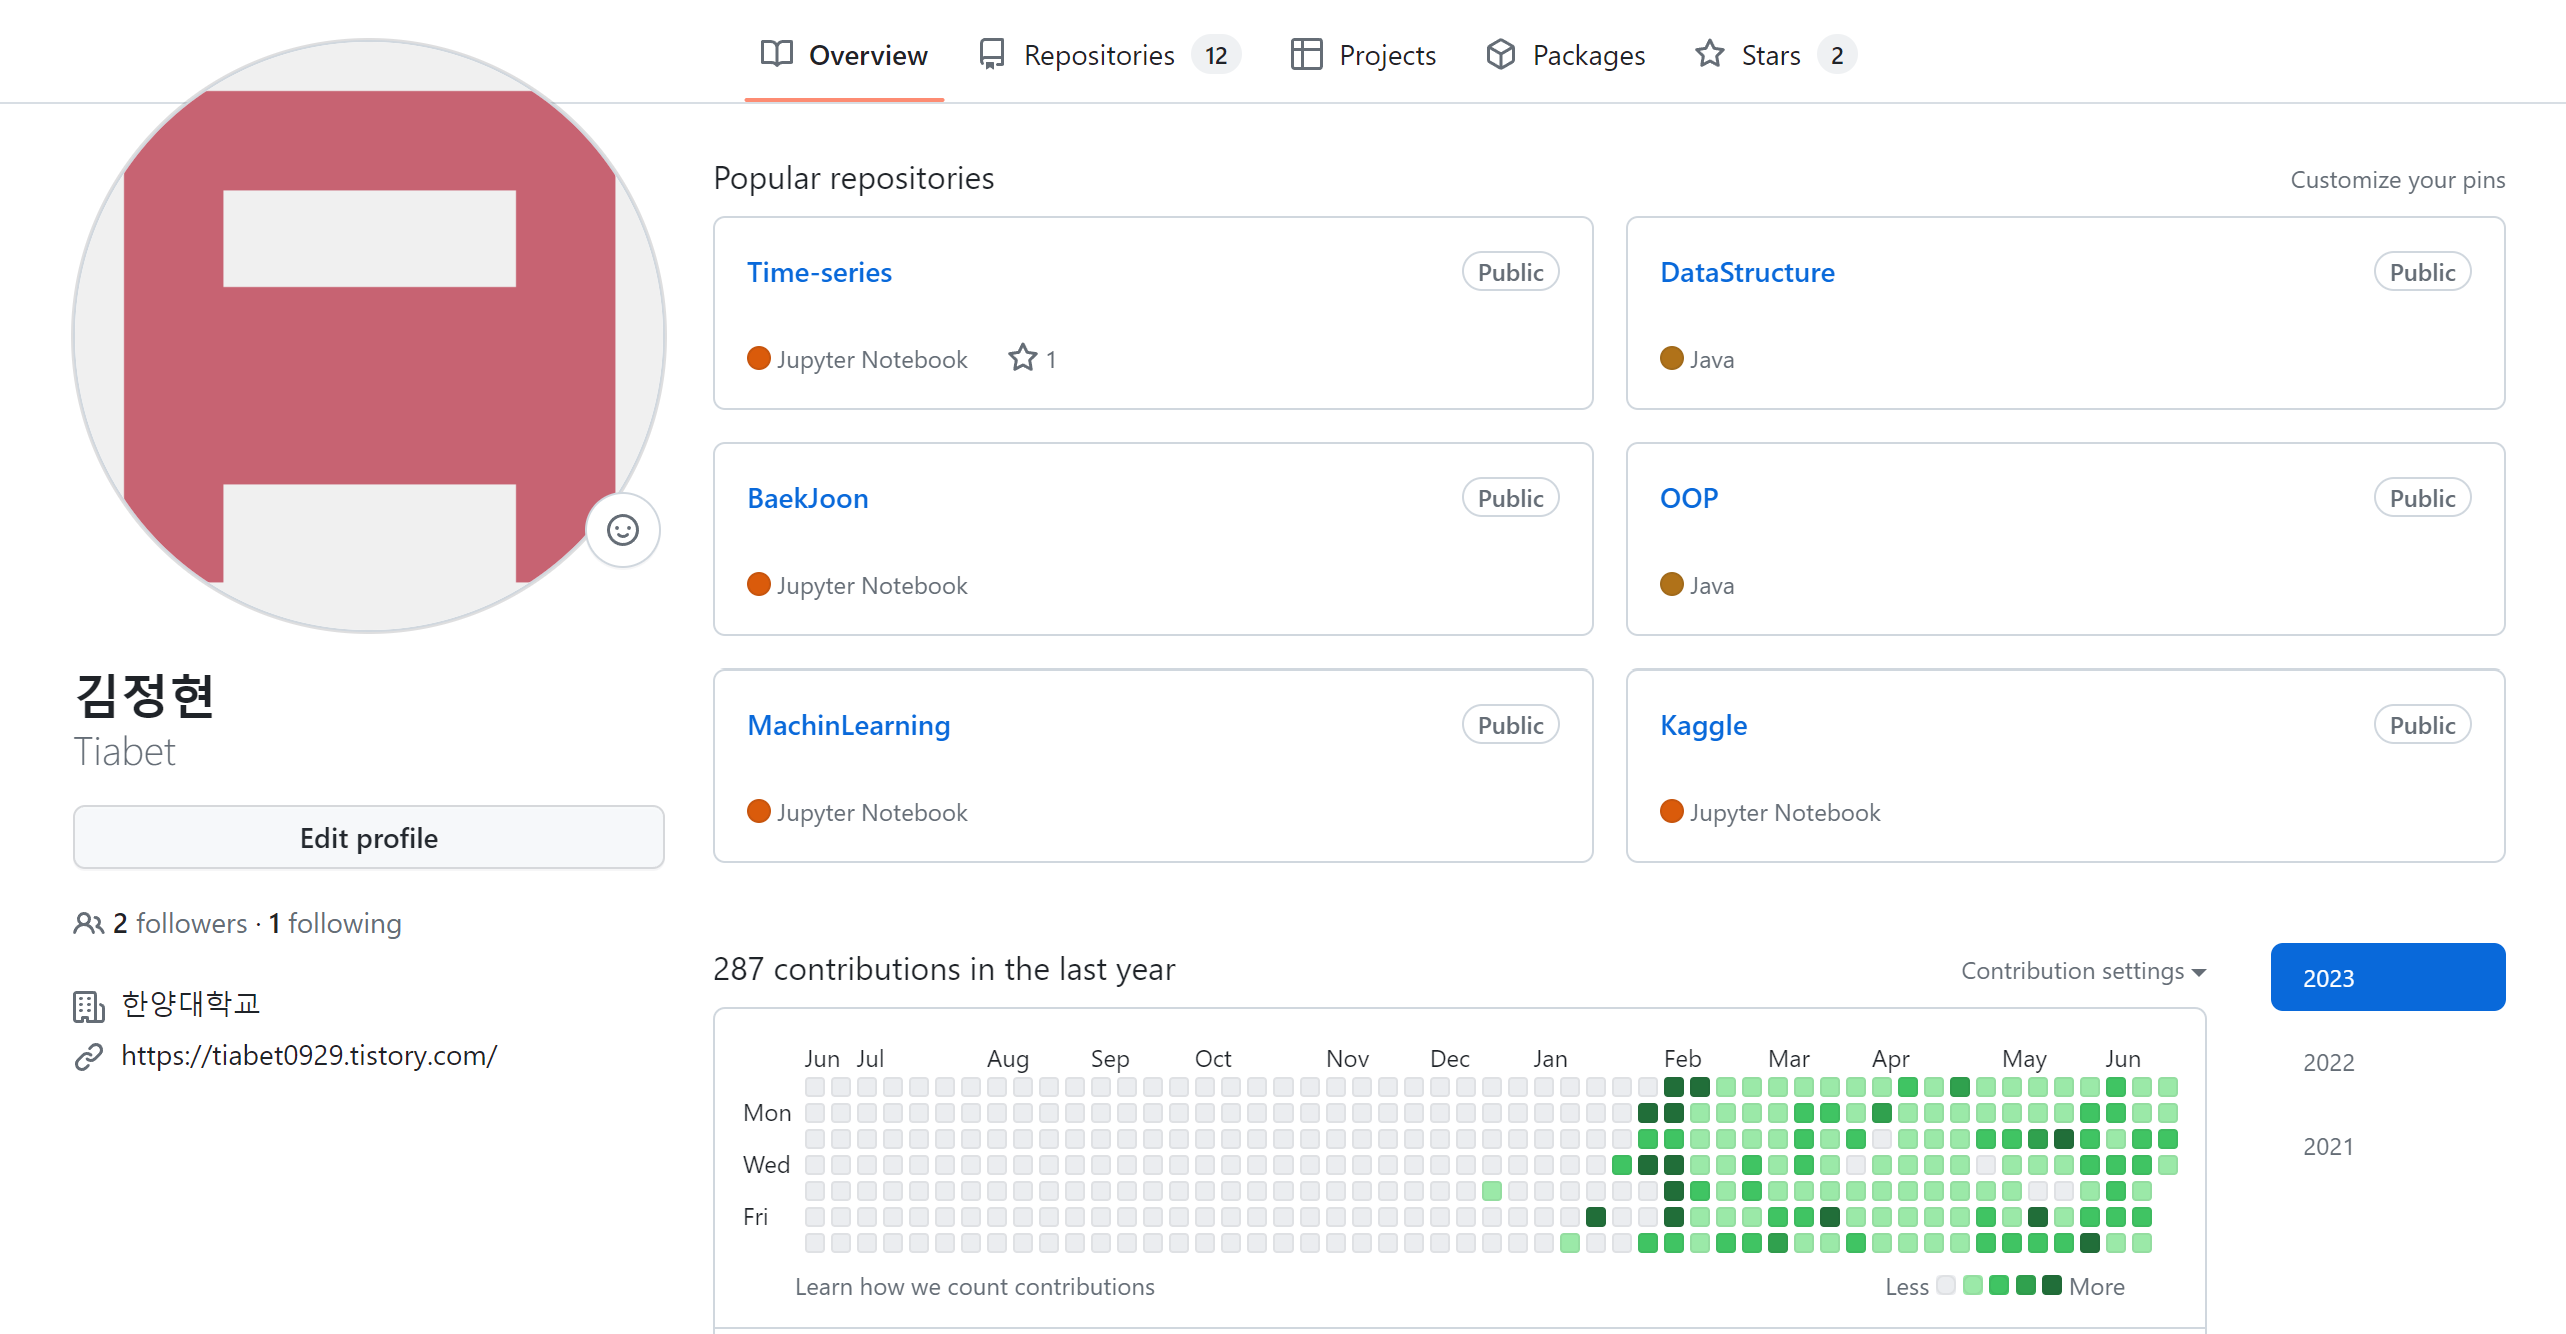 Overview Repositories 12 Projects Packages Stars 2
김정현
Tiabet
Edit profile
2 followers · 1 following
한양대학교
https://tiabet0929.tistory.com/
Popular repositories Customize your pins
Time-series Public
Jupyter Notebook 1
DataStructure Public
Java
BaekJoon Public
Jupyter Notebook
OOP Public
Java
MachinLearning Public
Jupyter Notebook
Kaggle Public
Jupyter Notebook
287 contributions in the last year Contribution settings
Jun Jul Aug Sep Oct Nov Dec Jan Feb Mar Apr May Jun
Mon
Wed
Fri
Learn how we count contributions Less More
2023
2022
2021